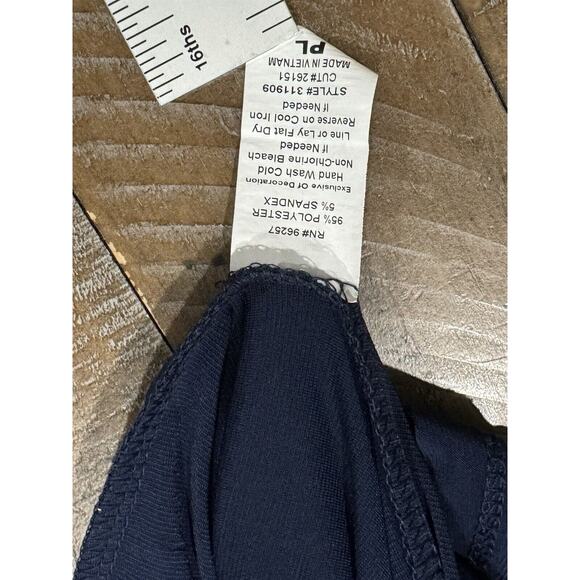 16ths
RN# 96257
95% POLYESTER
5% SPANDEX
Exclusive Of Decoration
Hand Wash Cold
Non-Chlorine Bleach
If Needed
Line or Lay Flat Dry
Reverse on Cool Iron
If Needed
STYLE# 311909
CUT# 26151
MADE IN VIETNAM
PL